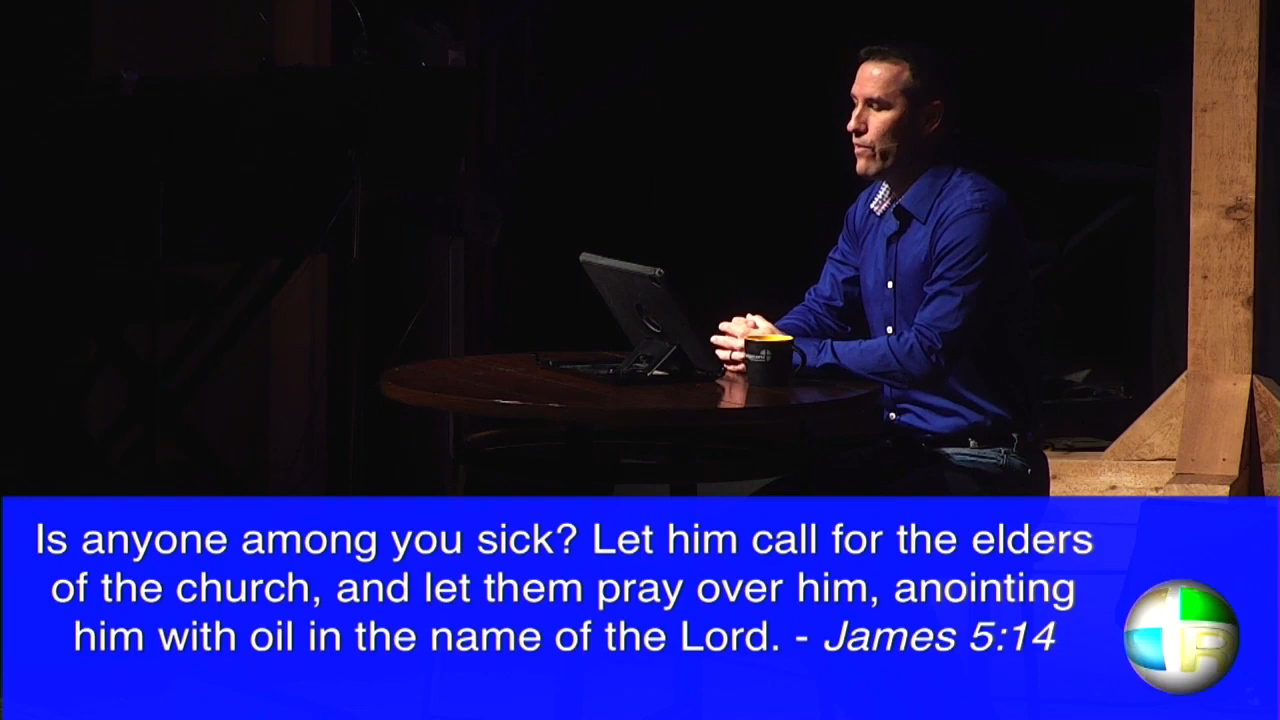 Is anyone among you sick? Let him call for the elders
of the church, and let them pray over him, anointing
him with oil in the name of the Lord. - James 5:14
R